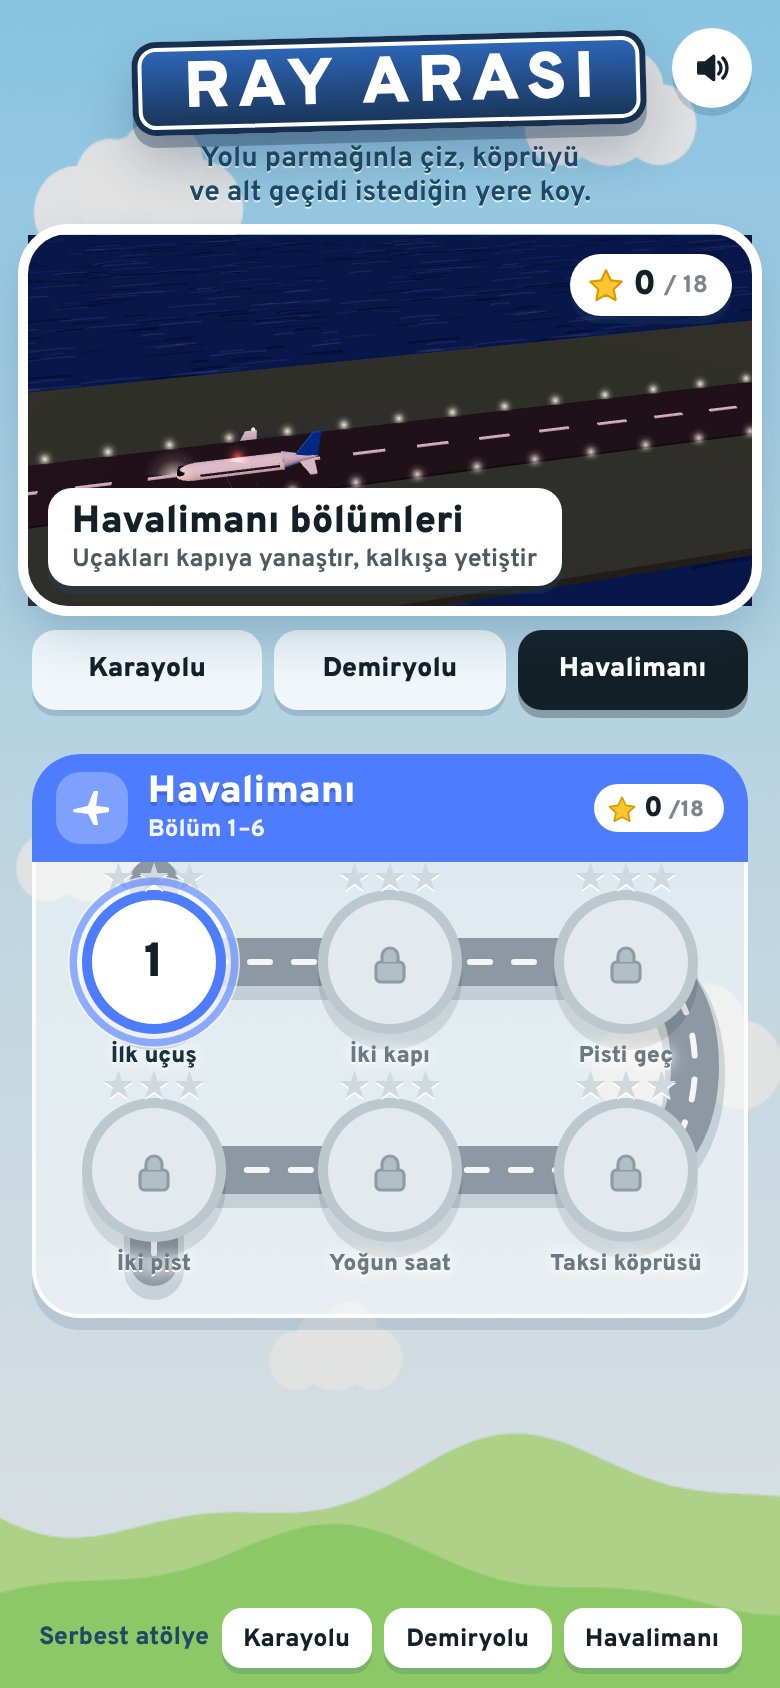 RAY ARASI
Yolu parmağınla çiz, köprüyü
ve alt geçidi istediğin yere koy.
0 / 18
Havalimanı bölümleri
Uçakları kapıya yanaştır, kalkışa yetiştir
Karayolu
Demiryolu
Havalimanı
Havalimanı
Bölüm 1–6
0 /18
1
İlk uçuş
İki kapı
Pisti geç
İki pist
Yoğun saat
Taksi köprüsü
Serbest atölye
Karayolu
Demiryolu
Havalimanı